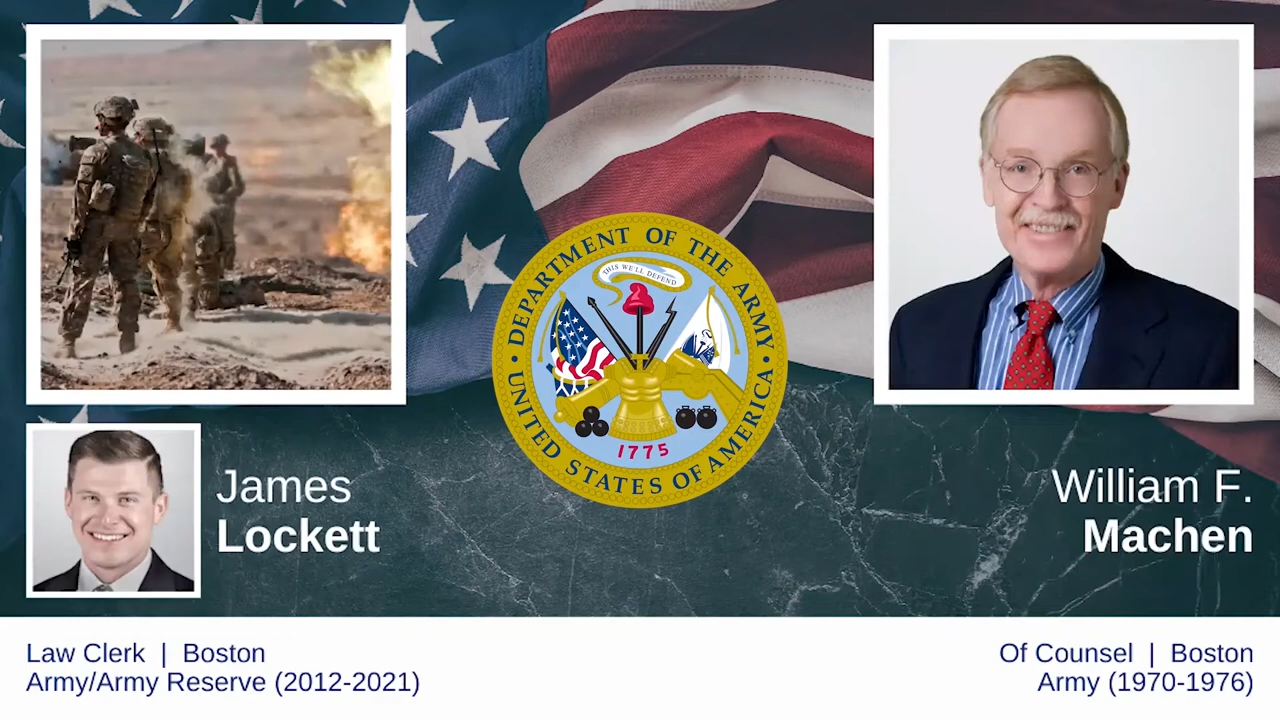 THIS WE'LL DEFEND
DEPARTMENT OF THE ARMY
UNITED STATES OF AMERICA
1775
James
Lockett
William F.
Machen
Law Clerk | Boston
Army/Army Reserve (2012-2021)
Of Counsel | Boston
Army (1970-1976)